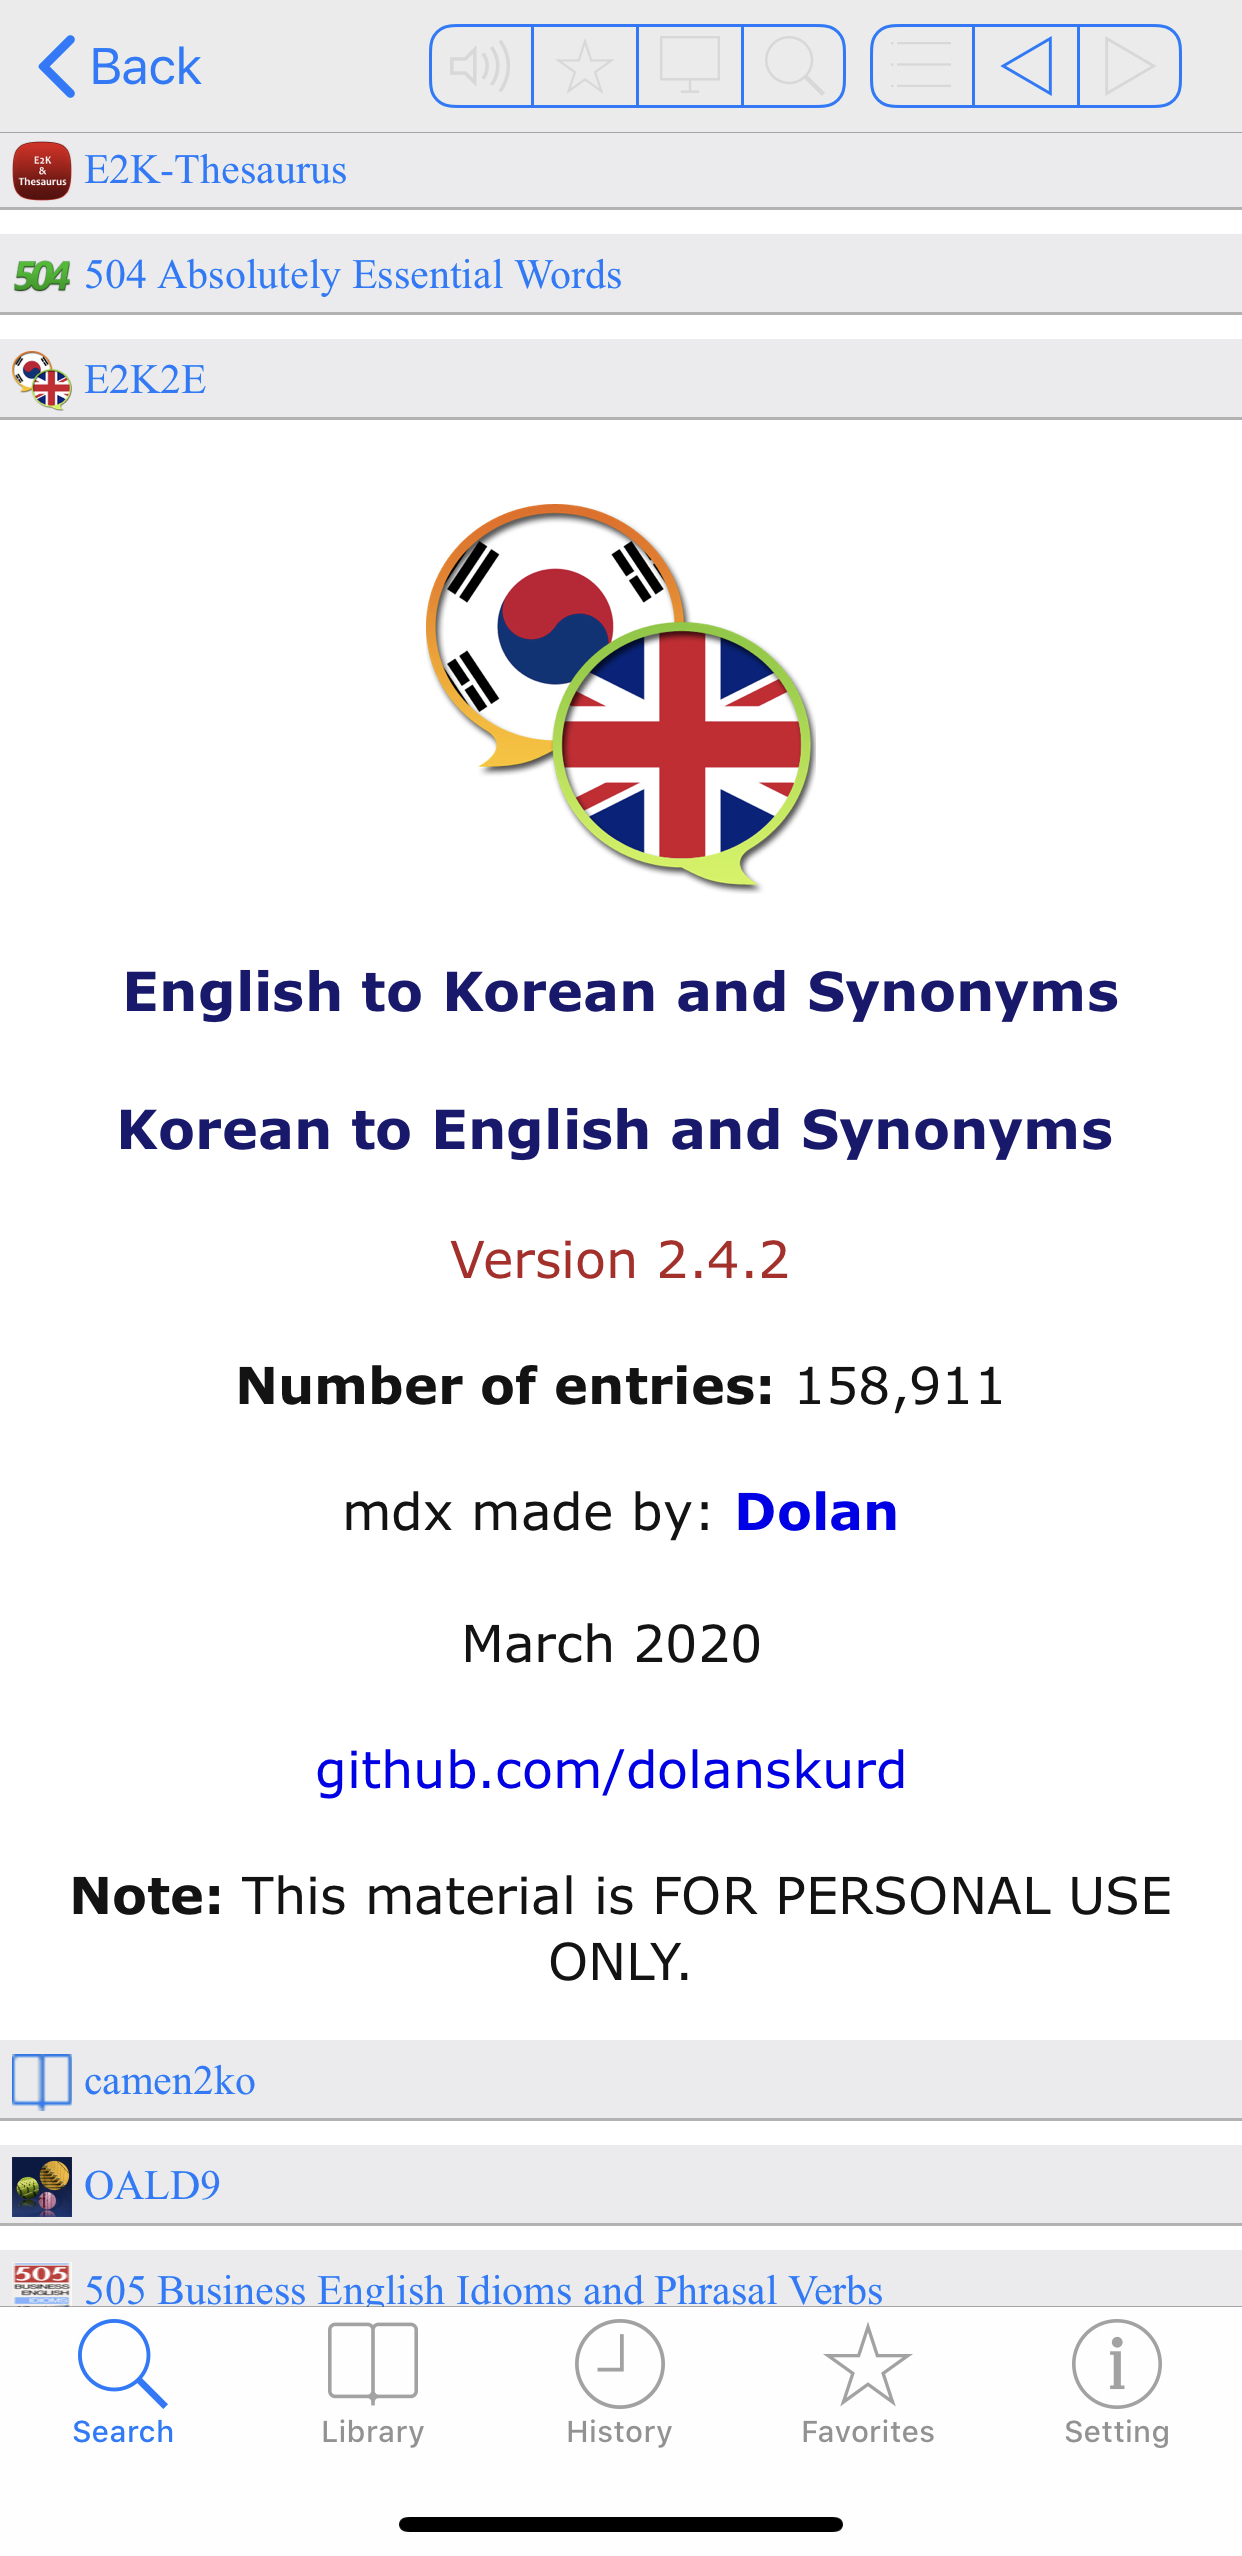 Back
E2K
&
Thesaurus
E2K-Thesaurus
504
504 Absolutely Essential Words
E2K2E
English to Korean and Synonyms
Korean to English and Synonyms
Version 2.4.2
Number of entries: 158,911
mdx made by: Dolan
March 2020
github.com/dolanskurd
Note: This material is FOR PERSONAL USE
ONLY.
camen2ko
OALD9
505
BUSINESS
ENGLISH
IDIOMS
505 Business English Idioms and Phrasal Verbs
Search
Library
History
Favorites
Setting